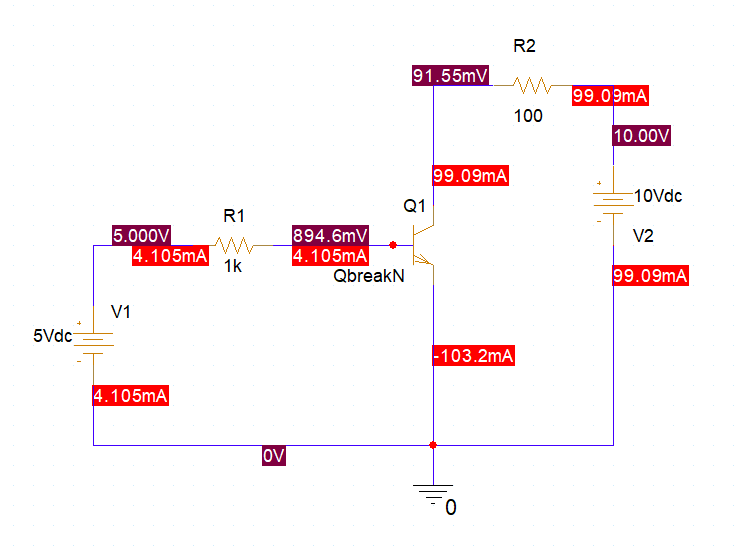 R2
91.55mV
99.09mA
100
10.00V
99.09mA
10Vdc
Q1
R1
5.000V
894.6mV
V2
4.105mA
4.105mA
1k
QbreakN
99.09mA
V1
5Vdc
-103.2mA
4.105mA
0V
0